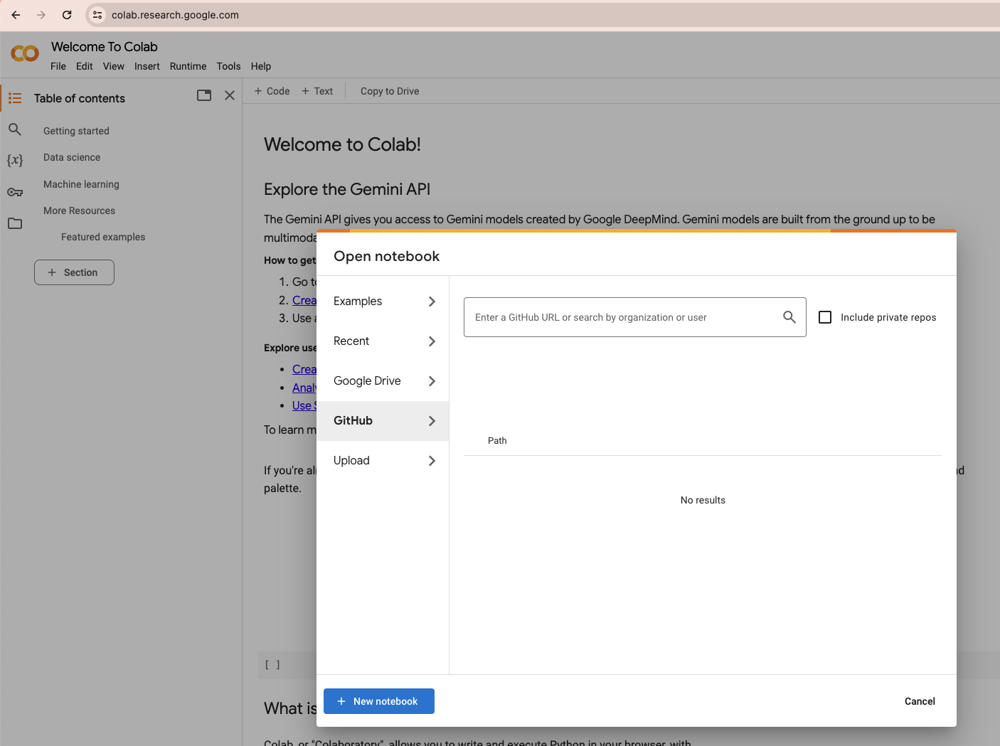 colab.research.google.com
Welcome To Colab
File Edit View Insert Runtime Tools Help
Table of contents
Getting started
Data science
Machine learning
More Resources
Featured examples
+ Section
+ Code + Text Copy to Drive
Welcome to Colab!
Explore the Gemini API
The Gemini API gives you access to Gemini models created by Google DeepMind. Gemini models are built from the ground up to be
How to get
1. Go
2.
3. Use
Explore
•
•
• Use
To learn
If you're
palette.
[ ]
What is
Colab, or "Colaboratory", allows you to write and execute Python in your browser, with
Open notebook
Examples
Recent
Google Drive
GitHub
Upload
Enter a GitHub URL or search by organization or user
Include private repos
Path
No results
+ New notebook
Cancel